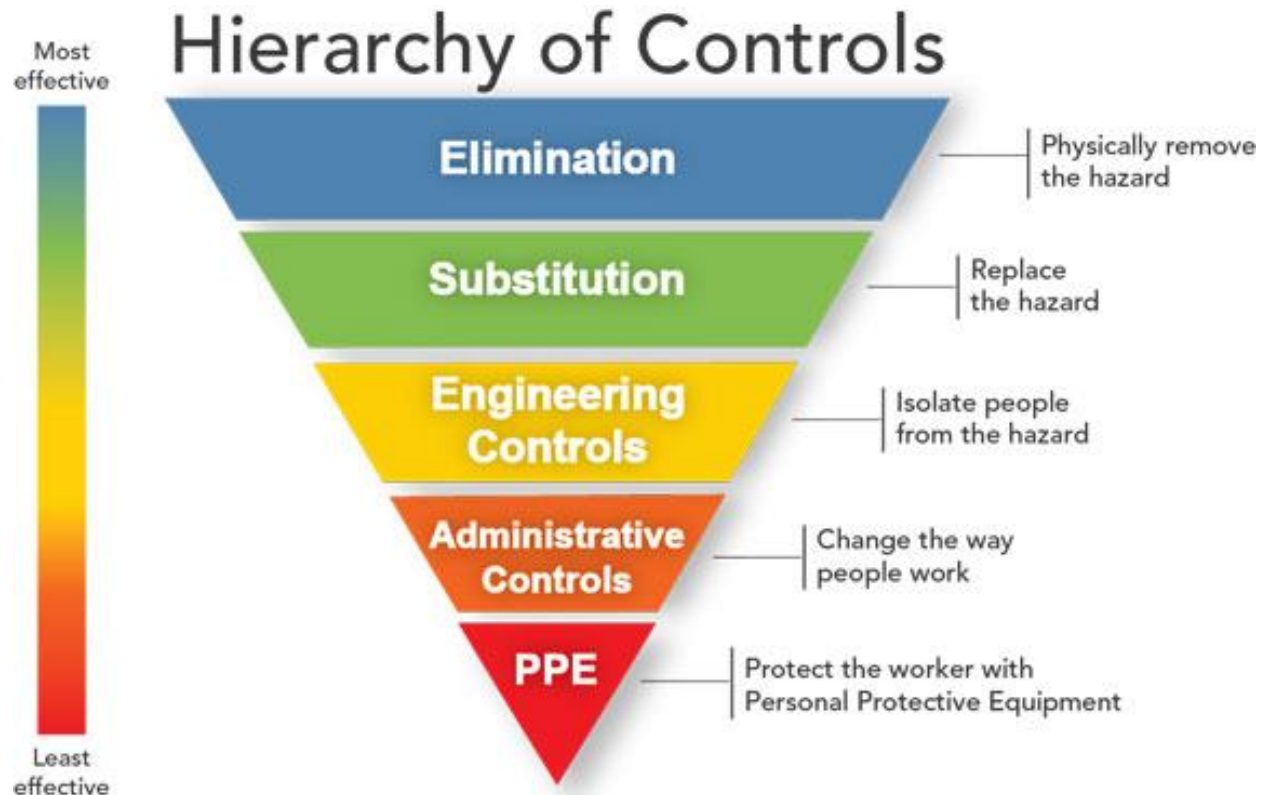 Hierarchy of Controls
Most
effective
Elimination
Physically remove
the hazard
Substitution
Replace
the hazard
Engineering
Controls
Isolate people
from the hazard
Administrative
Controls
Change the way
people work
PPE
Protect the worker with
Personal Protective Equipment
Least
effective